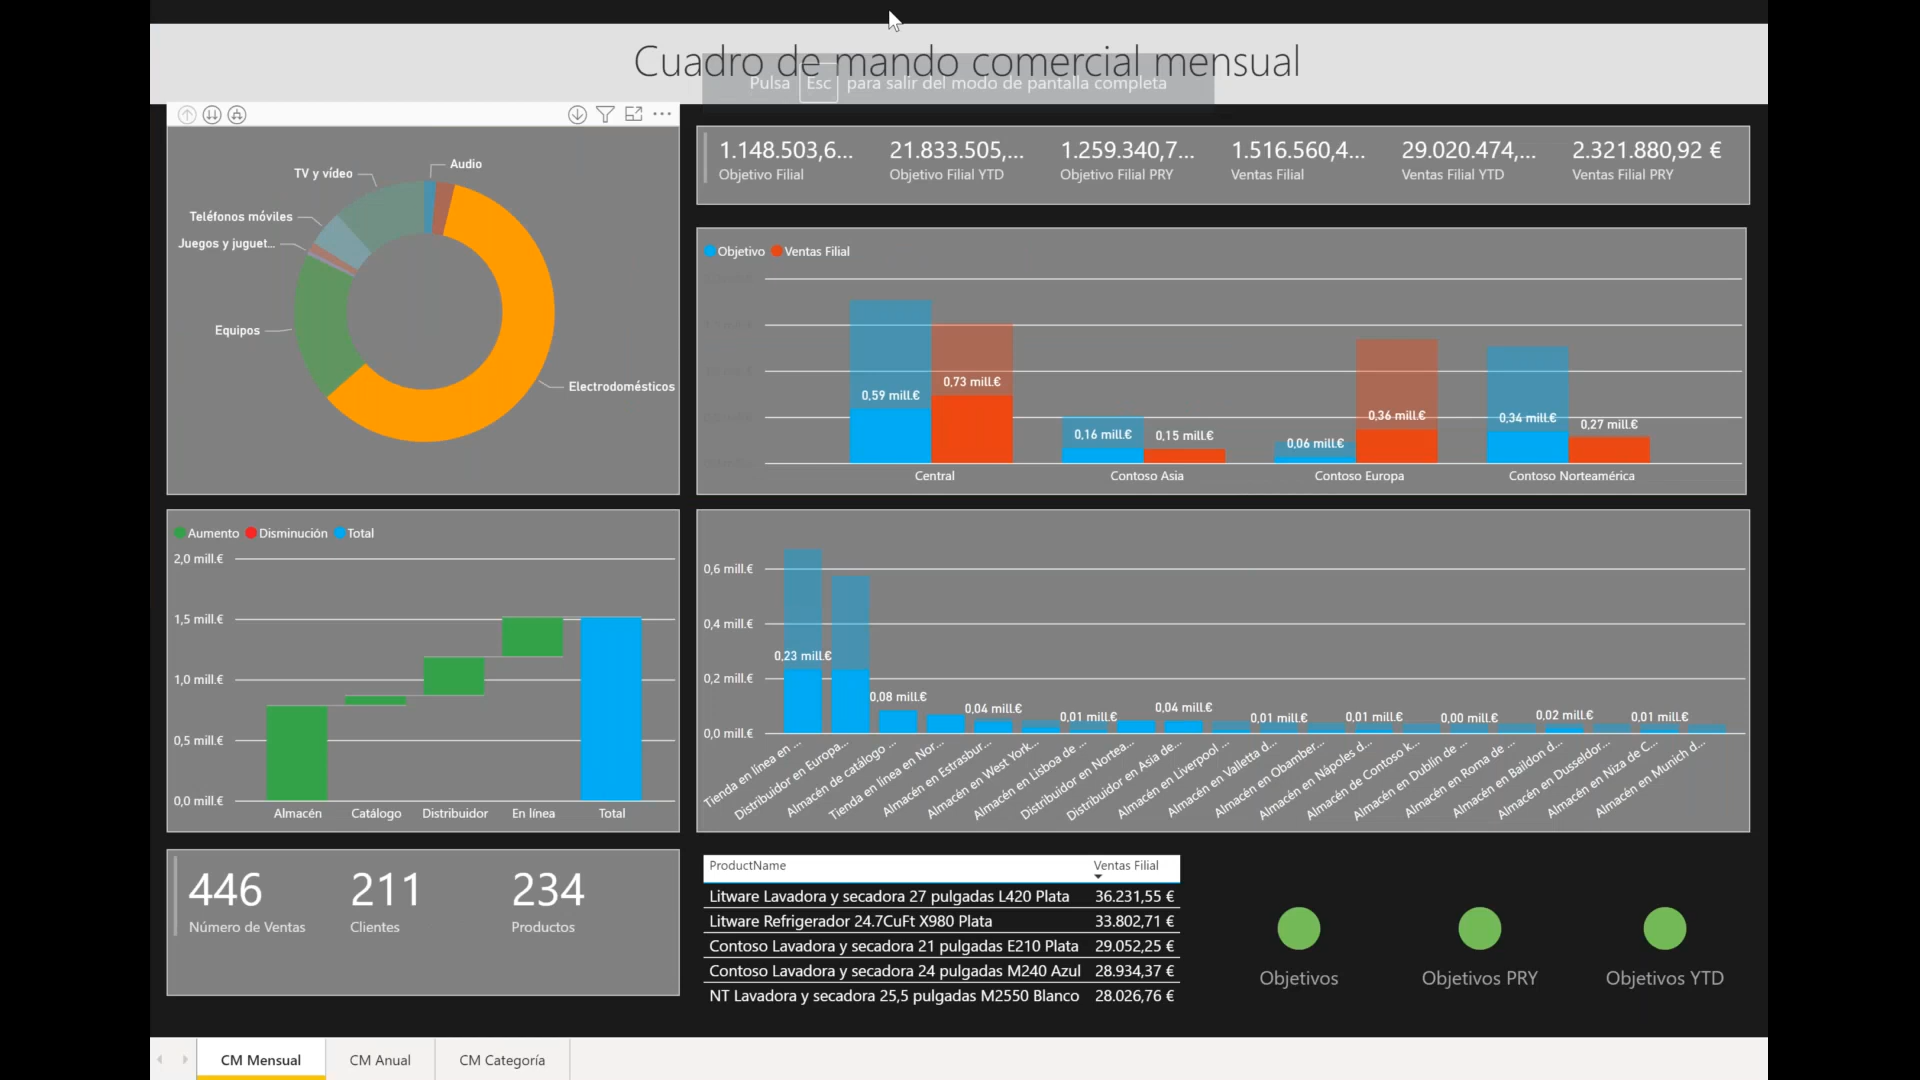 Cuadro de mando comercial mensual
Pulsa Esc para salir del modo de pantalla completa
Audio
TV y vídeo
Teléfonos móviles
Juegos y juguet...
Equipos
Electrodomésticos
1.148.503,6... 21.833.505,... 1.259.340,7... 1.516.560,4... 29.020.474,... 2.321.880,92 €
Objetivo Filial Objetivo Filial YTD Objetivo Filial PRY Ventas Filial Ventas Filial YTD Ventas Filial PRY
Objetivo Ventas Filial
0,59 mill.€ 0,73 mill.€ 0,16 mill.€ 0,15 mill.€ 0,06 mill.€ 0,36 mill.€ 0,34 mill.€ 0,27 mill.€
Central Contoso Asia Contoso Europa Contoso Norteamérica
Aumento Disminución Total
2,0 mill.€
1,5 mill.€
1,0 mill.€
0,5 mill.€
0,0 mill.€
Almacén Catálogo Distribuidor En línea Total
0,6 mill.€
0,4 mill.€
0,2 mill.€
0,0 mill.€
0,23 mill.€ 0,08 mill.€ 0,04 mill.€ 0,01 mill.€ 0,04 mill.€ 0,01 mill.€ 0,01 mill.€ 0,00 mill.€ 0,02 mill.€ 0,01 mill.€
Tienda en línea en ...
Distribuidor en Europa...
Almacén de catálogo ...
Tienda en línea en Nor...
Almacén en Estrasbur...
Almacén en West York...
Almacén en Lisboa de ...
Distribuidor en Nortea...
Distribuidor en Asia de...
Almacén en Liverpool ...
Almacén en Valletta d...
Almacén en Obamber...
Almacén en Nápoles d...
Almacén de Contoso k...
Almacén en Dublín de ...
Almacén en Roma de ...
Almacén en Baildon d...
Almacén en Dusseldor...
Almacén en Niza de C...
Almacén en Munich d...
446 211 234
Número de Ventas Clientes Productos
ProductName Ventas Filial
Litware Lavadora y secadora 27 pulgadas L420 Plata 36.231,55 €
Litware Refrigerador 24.7CuFt X980 Plata 33.802,71 €
Contoso Lavadora y secadora 21 pulgadas E210 Plata 29.052,25 €
Contoso Lavadora y secadora 24 pulgadas M240 Azul 28.934,37 €
NT Lavadora y secadora 25,5 pulgadas M2550 Blanco 28.026,76 €
Objetivos Objetivos PRY Objetivos YTD
CM Mensual CM Anual CM Categoría